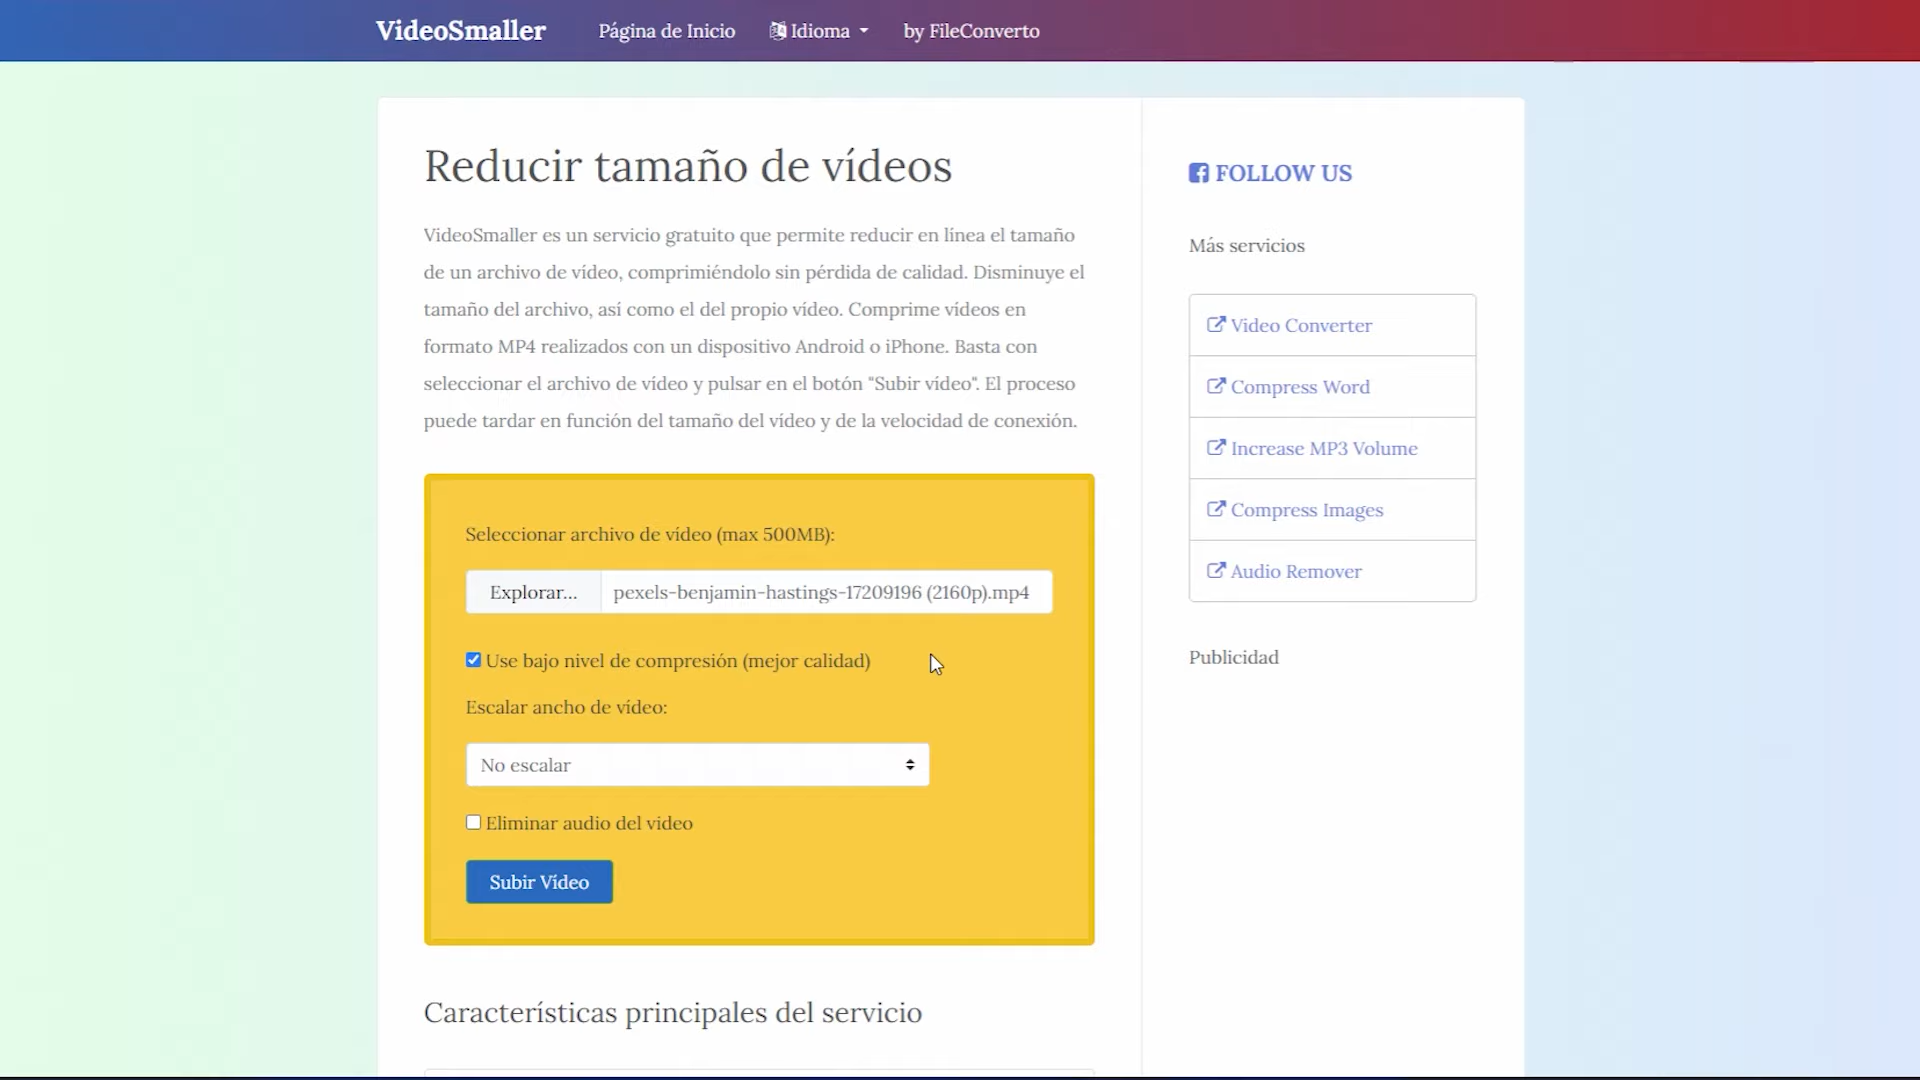 VideoSmaller
Página de Inicio
Idioma
by FileConverto
Reducir tamaño de vídeos
VideoSmaller es un servicio gratuito que permite reducir en línea el tamaño
de un archivo de vídeo, comprimiéndolo sin pérdida de calidad. Disminuye el
tamaño del archivo, así como el del propio vídeo. Comprime vídeos en
formato MP4 realizados con un dispositivo Android o iPhone. Basta con
seleccionar el archivo de vídeo y pulsar en el botón "Subir vídeo". El proceso
puede tardar en función del tamaño del vídeo y de la velocidad de conexión.
Seleccionar archivo de vídeo (max 500MB):
Explorar...
pexels-benjamin-hastings-17209196 (2160p).mp4
Use bajo nivel de compresión (mejor calidad)
Escalar ancho de vídeo:
No escalar
Eliminar audio del video
Subir Vídeo
Características principales del servicio
FOLLOW US
Más servicios
Video Converter
Compress Word
Increase MP3 Volume
Compress Images
Audio Remover
Publicidad